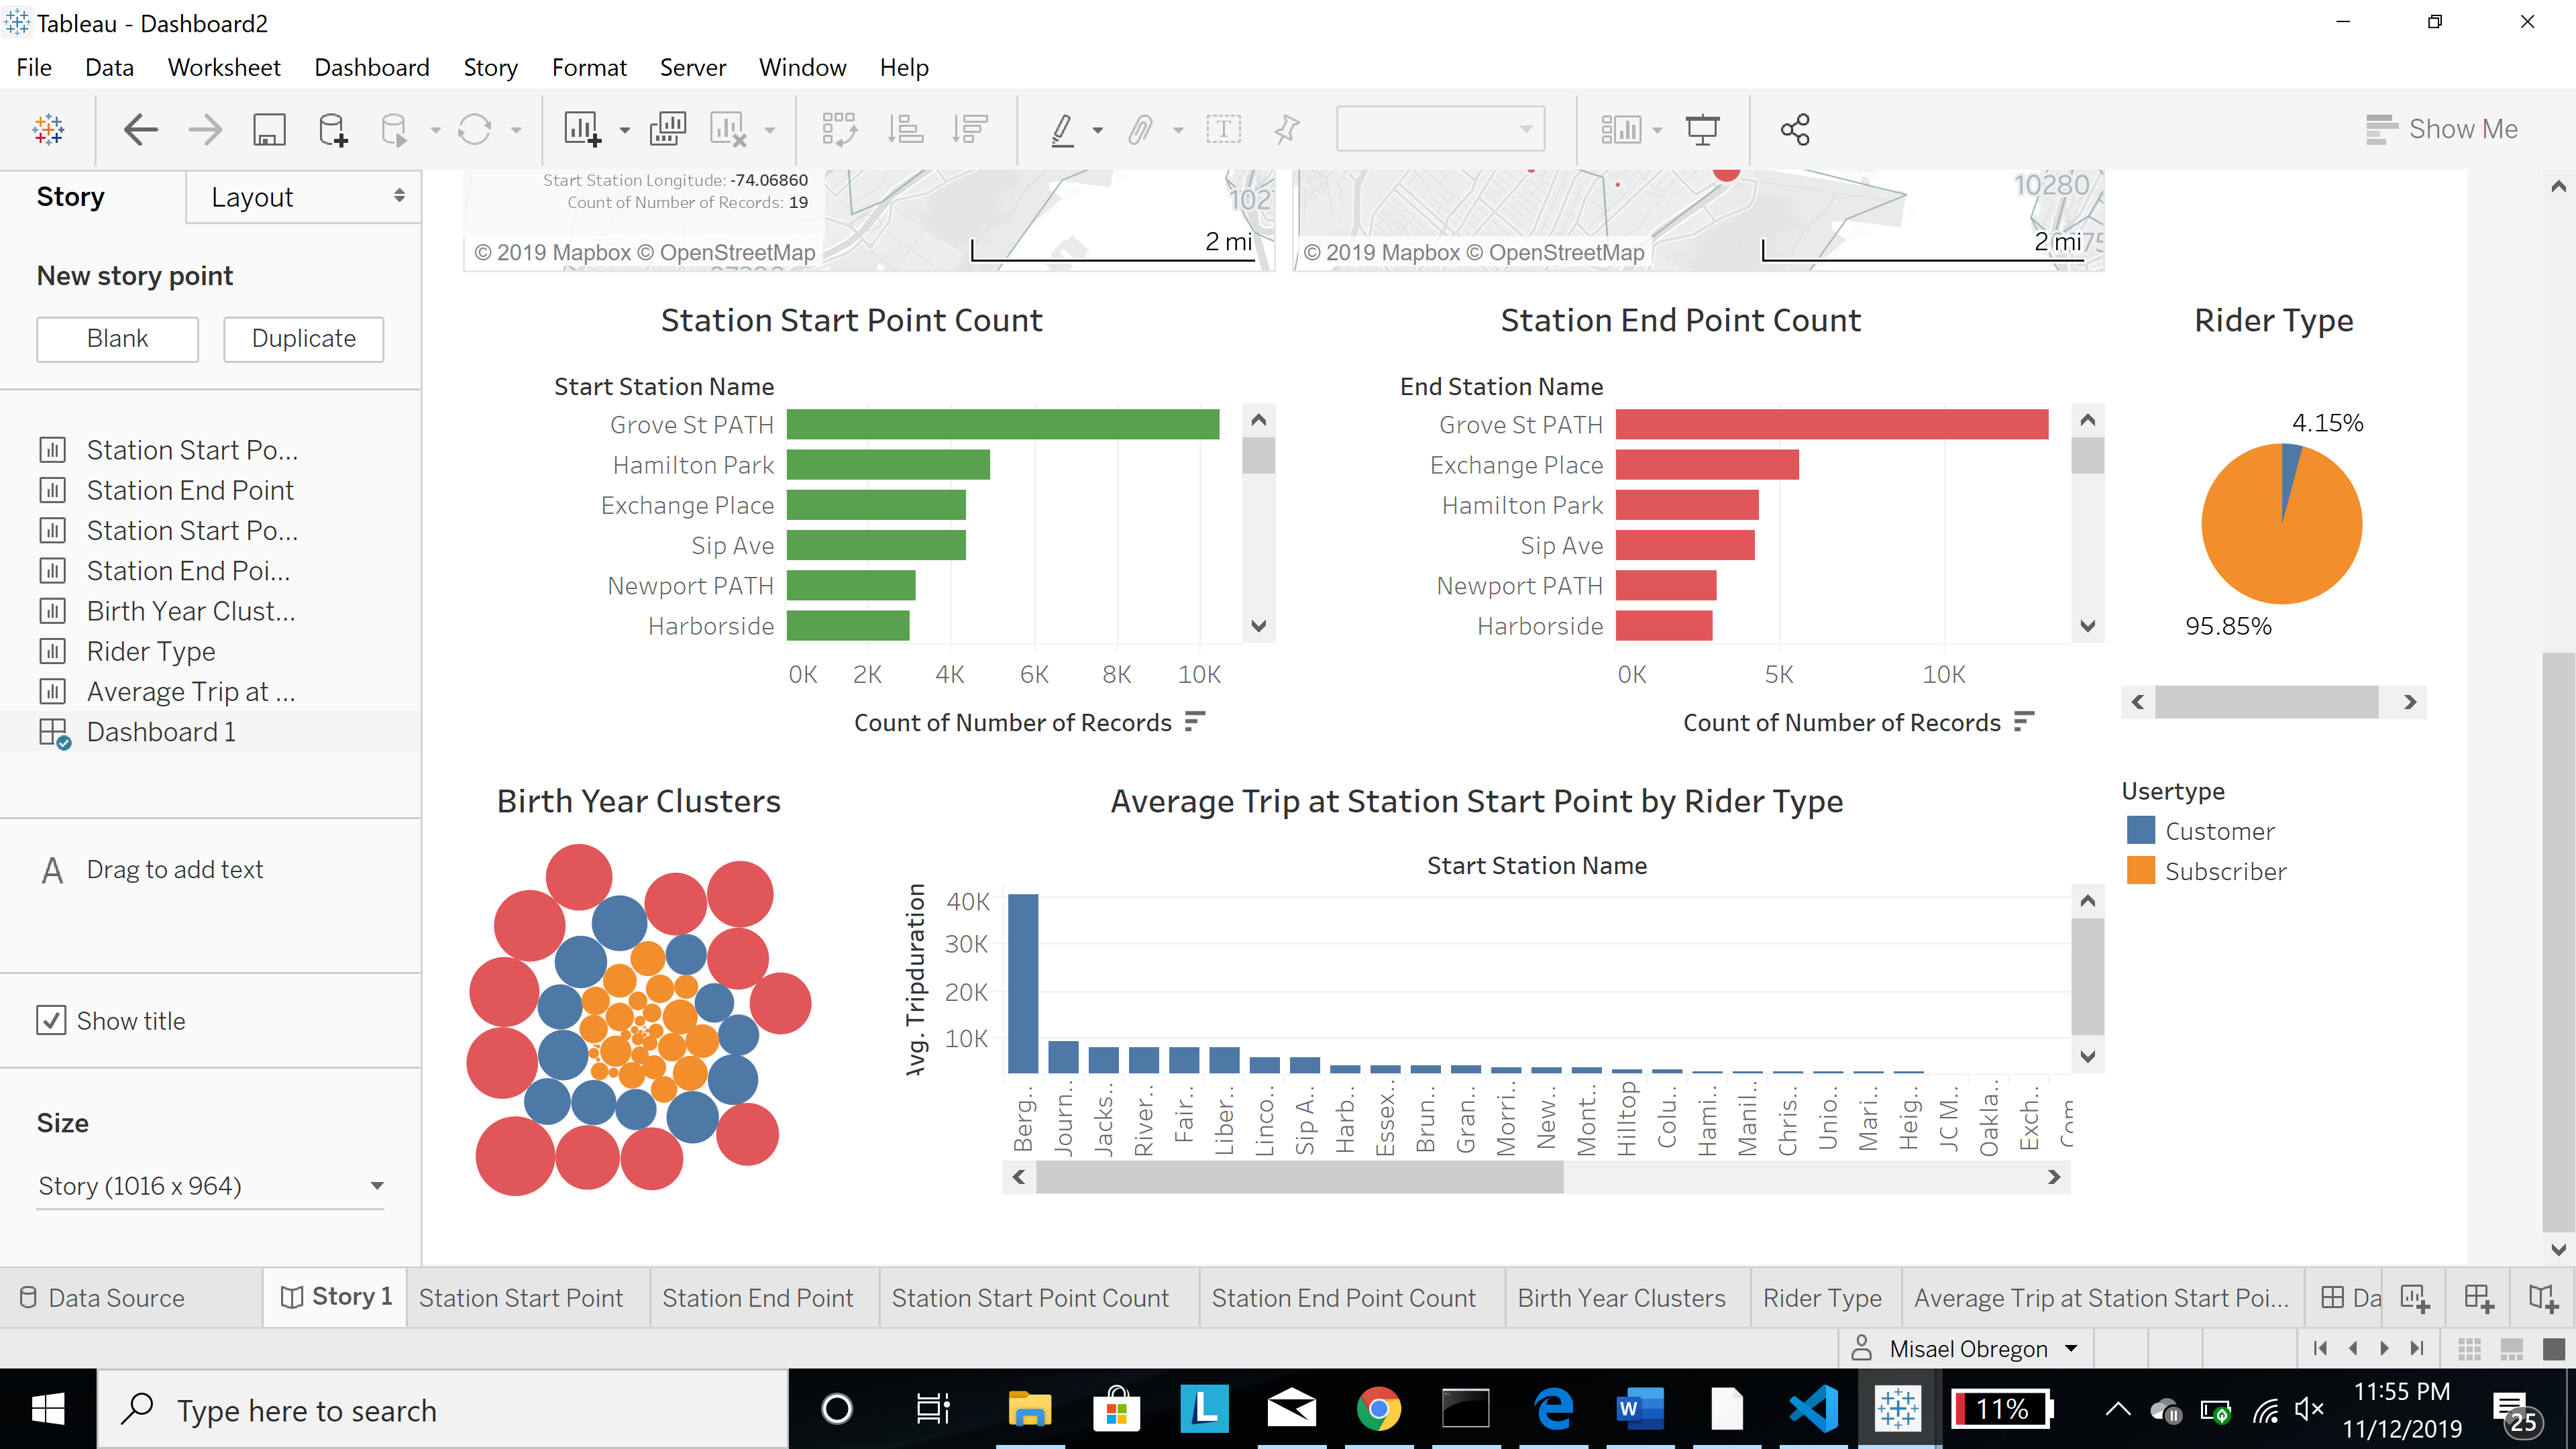 Tableau - Dashboard2
File Data Worksheet Dashboard Story Format Server Window Help
Show Me
Story Layout
New story point
Blank Duplicate
Station Start Po...
Station End Point
Station Start Po...
Station End Poi...
Birth Year Clust...
Rider Type
Average Trip at ...
Dashboard 1
A Drag to add text
Show title
Size
Story (1016 x 964)
Start Station Longitude: -74.06860
Count of Number of Records: 19
© 2019 Mapbox © OpenStreetMap
2 mi
10280
© 2019 Mapbox © OpenStreetMap
2 mi
Station Start Point Count
Start Station Name
Grove St PATH
Hamilton Park
Exchange Place
Sip Ave
Newport PATH
Harborside
0K 2K 4K 6K 8K 10K
Count of Number of Records
Station End Point Count
End Station Name
Grove St PATH
Exchange Place
Hamilton Park
Sip Ave
Newport PATH
Harborside
0K 5K 10K
Count of Number of Records
Rider Type
4.15%
95.85%
Birth Year Clusters
Average Trip at Station Start Point by Rider Type
Start Station Name
Avg. Tripduration
40K
30K
20K
10K
Berg..
Journ..
Jacks..
River..
Fair..
Liber..
Linco..
Sip A..
Harb..
Essex..
Brun..
Gran..
Morri..
New..
Mont..
Hilltop
Colu..
Hami..
Manil..
Chris..
Unio..
Mari..
Heig..
JC M..
Oakla..
Exch..
Usertype
Customer
Subscriber
Data Source Story 1 Station Start Point Station End Point Station Start Point Count Station End Point Count Birth Year Clusters Rider Type Average Trip at Station Start Poi... Da
Misael Obregon
Type here to search
11%
11:55 PM
11/12/2019
25